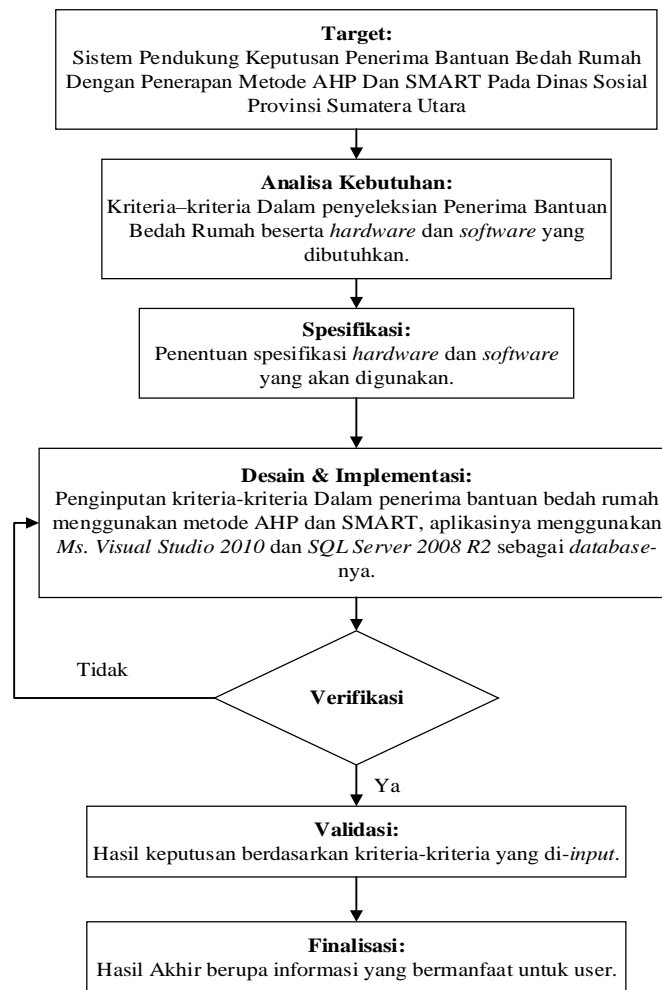 Target:
Sistem Pendukung Keputusan Penerima Bantuan Bedah Rumah
Dengan Penerapan Metode AHP Dan SMART Pada Dinas Sosial
Provinsi Sumatera Utara
Analisa Kebutuhan:
Kriteria–kriteria Dalam penyeleksian Penerima Bantuan
Bedah Rumah beserta hardware dan software yang
dibutuhkan.
Spesifikasi:
Penentuan spesifikasi hardware dan software
yang akan digunakan.
Desain & Implementasi:
Penginputan kriteria-kriteria Dalam penerima bantuan bedah rumah
menggunakan metode AHP dan SMART, aplikasinya menggunakan
Ms. Visual Studio 2010 dan SQL Server 2008 R2 sebagai database-
nya.
Tidak
Verifikasi
Ya
Validasi:
Hasil keputusan berdasarkan kriteria-kriteria yang di-input.
Finalisasi:
Hasil Akhir berupa informasi yang bermanfaat untuk user.